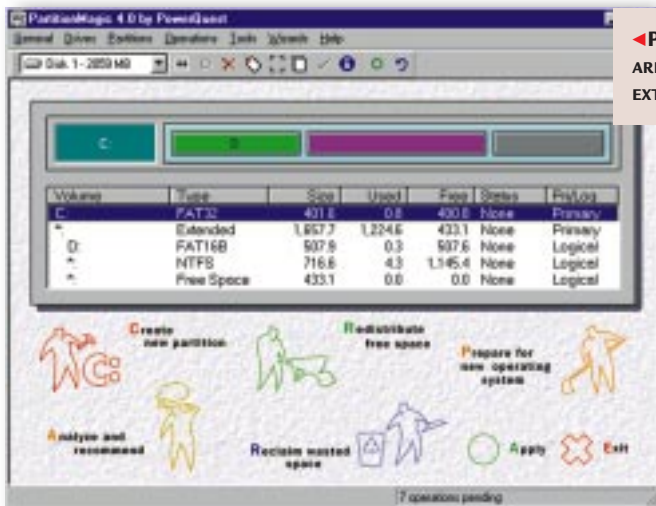 PartitionMagic 4.0 by PowerQuest
General Drives Partitions Operations Tools Wizards Help
Disk 1 - 2059 MB
C:
D:
Volume Type Size Used Free Status Pri/Log
C: FAT32 401.6 0.8 400.8 None Primary
*: Extended 1,657.7 1,224.6 433.1 None Primary
D: FAT16B 507.9 0.3 507.6 None Logical
*: NTFS 716.6 4.3 1,145.4 None Logical
*: Free Space 433.1 0.0 0.0 None Logical
Create
new partition
Redistribute
free space
Prepare for
new operating
system
Analyse and
recommend
Reclaim wasted
space
Apply
Exit
7 operations pending